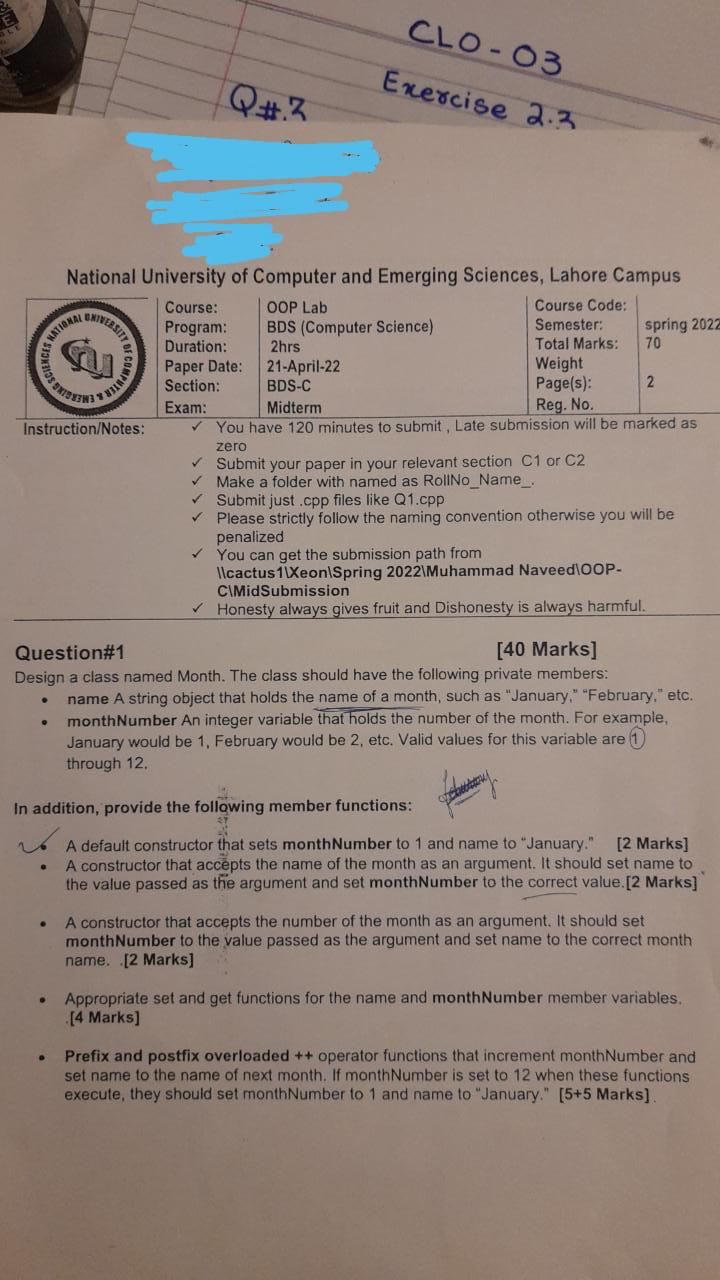 CLO-03
Exercise 2.3
Q#.3
National University of Computer and Emerging Sciences, Lahore Campus
NATIONAL UNIVERSITY OF COMPUTER & EMERGING SCIENCES
nu
Course: OOP Lab Course Code:
Program: BDS (Computer Science) Semester: spring 2022
Duration: 2hrs Total Marks: 70
Paper Date: 21-April-22 Weight
Section: BDS-C Page(s): 2
Exam: Midterm Reg. No.
Instruction/Notes: ✓ You have 120 minutes to submit , Late submission will be marked as
zero
✓ Submit your paper in your relevant section C1 or C2
✓ Make a folder with named as RollNo_Name_.
✓ Submit just .cpp files like Q1.cpp
✓ Please strictly follow the naming convention otherwise you will be
penalized
✓ You can get the submission path from
\\cactus1\Xeon\Spring 2022\Muhammad Naveed\OOP-
C\MidSubmission
✓ Honesty always gives fruit and Dishonesty is always harmful.
Question#1 [40 Marks]
Design a class named Month. The class should have the following private members:
• name A string object that holds the name of a month, such as “January,” “February,” etc.
• monthNumber An integer variable that holds the number of the month. For example,
January would be 1, February would be 2, etc. Valid values for this variable are 1
through 12.
In addition, provide the following member functions:
• A default constructor that sets monthNumber to 1 and name to “January.” [2 Marks]
• A constructor that accepts the name of the month as an argument. It should set name to
the value passed as the argument and set monthNumber to the correct value.[2 Marks]
• A constructor that accepts the number of the month as an argument. It should set
monthNumber to the value passed as the argument and set name to the correct month
name. .[2 Marks]
• Appropriate set and get functions for the name and monthNumber member variables.
.[4 Marks]
• Prefix and postfix overloaded ++ operator functions that increment monthNumber and
set name to the name of next month. If monthNumber is set to 12 when these functions
execute, they should set monthNumber to 1 and name to “January.” [5+5 Marks].